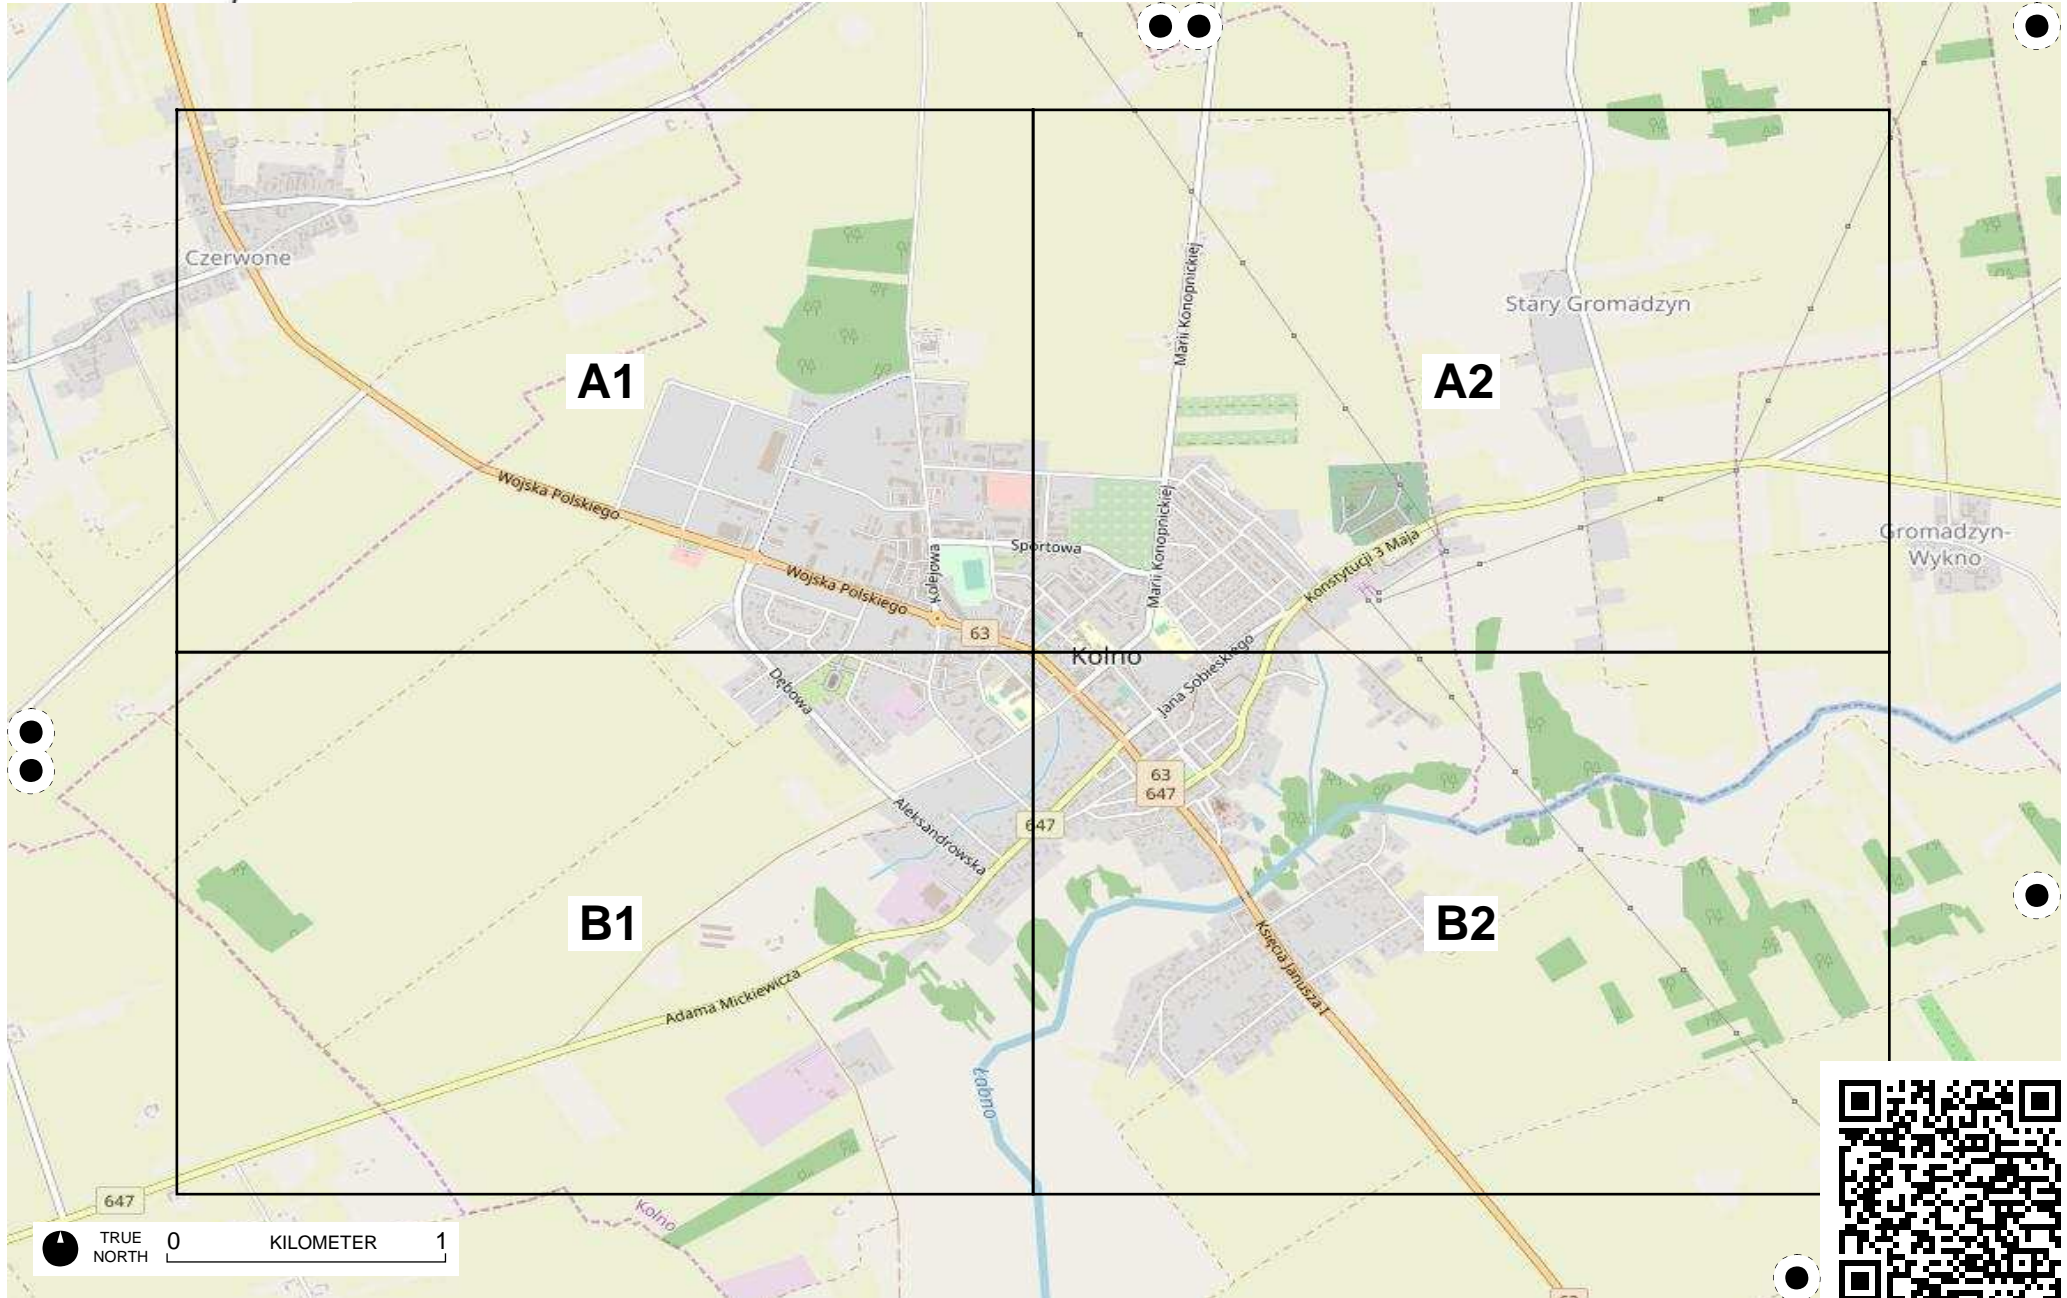 Czerwone
Marii Konopnickiej
Stary Gromadzyn
A1
A2
Wojska Polskiego
Marii Konopnickiej
Sportowa
Konstytucji 3 Maja
Gromadzyn-
Wykno
Kolejowa
Wojska Polskiego
63
Kolno
Jana Sobieskiego
Dębowa
63
647
647
Aleksandrowska
B1
B2
Księcia Janusza I
Adama Mickiewicza
Łabno
647
Kolno
TRUE
NORTH
0 KILOMETER 1